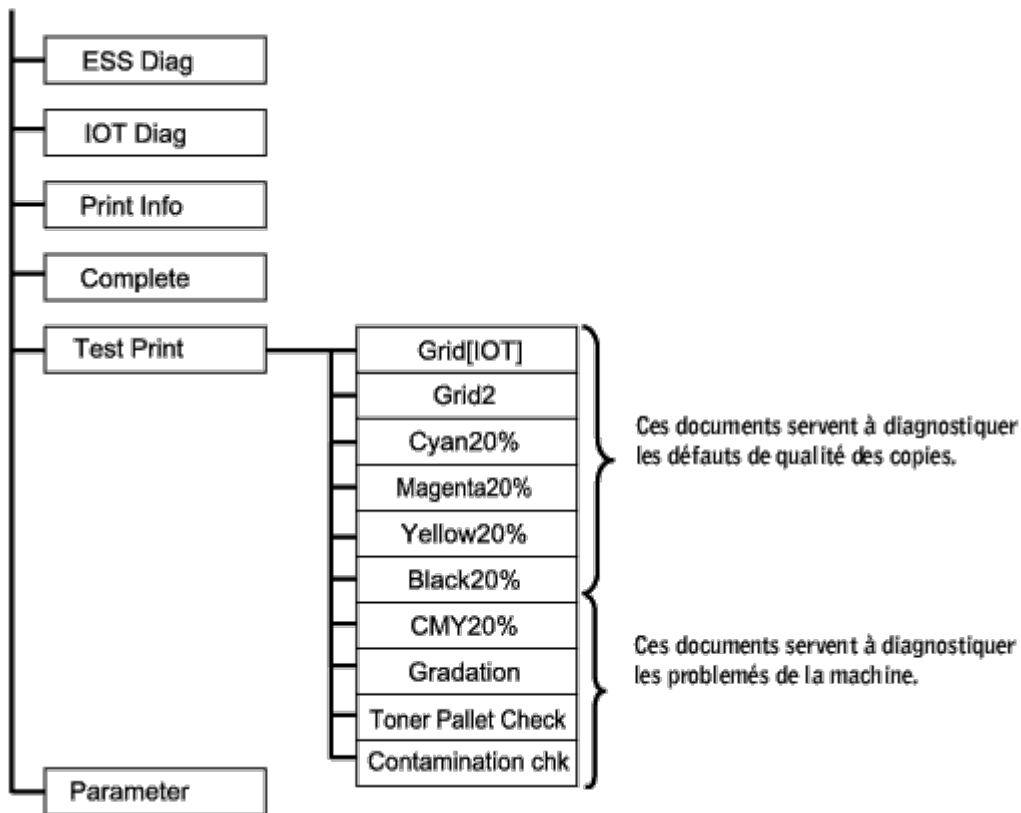 ESS Diag
IOT Diag
Print Info
Complete
Test Print
Grid[IOT]
Grid2
Cyan20%
Magenta20%
Yellow20%
Black20%
CMY20%
Gradation
Toner Pallet Check
Contamination chk
Ces documents servent à diagnostiquer
les défauts de qualité des copies.
Ces documents servent à diagnostiquer
les problemés de la machine.
Parameter